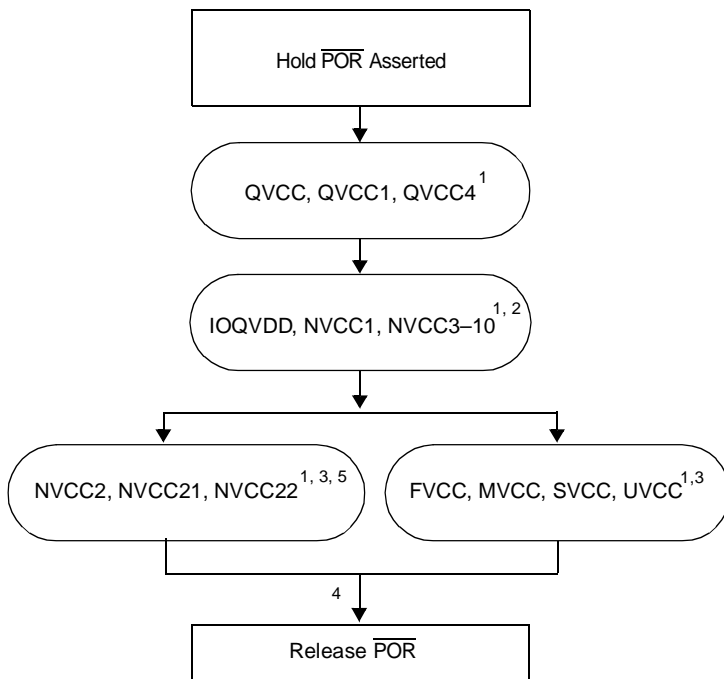 Hold POR Asserted
QVCC, QVCC1, QVCC4 1
IOQVDD, NVCC1, NVCC3–10 1, 2
NVCC2, NVCC21, NVCC22 1, 3, 5
FVCC, MVCC, SVCC, UVCC 1,3
4
Release POR